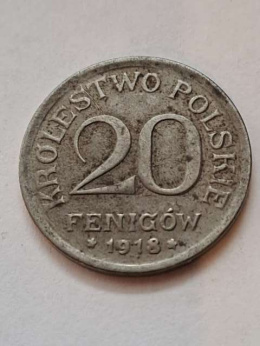 KRÓLESTWO POLSKIE
20
FENIGÓW
* 1918 *